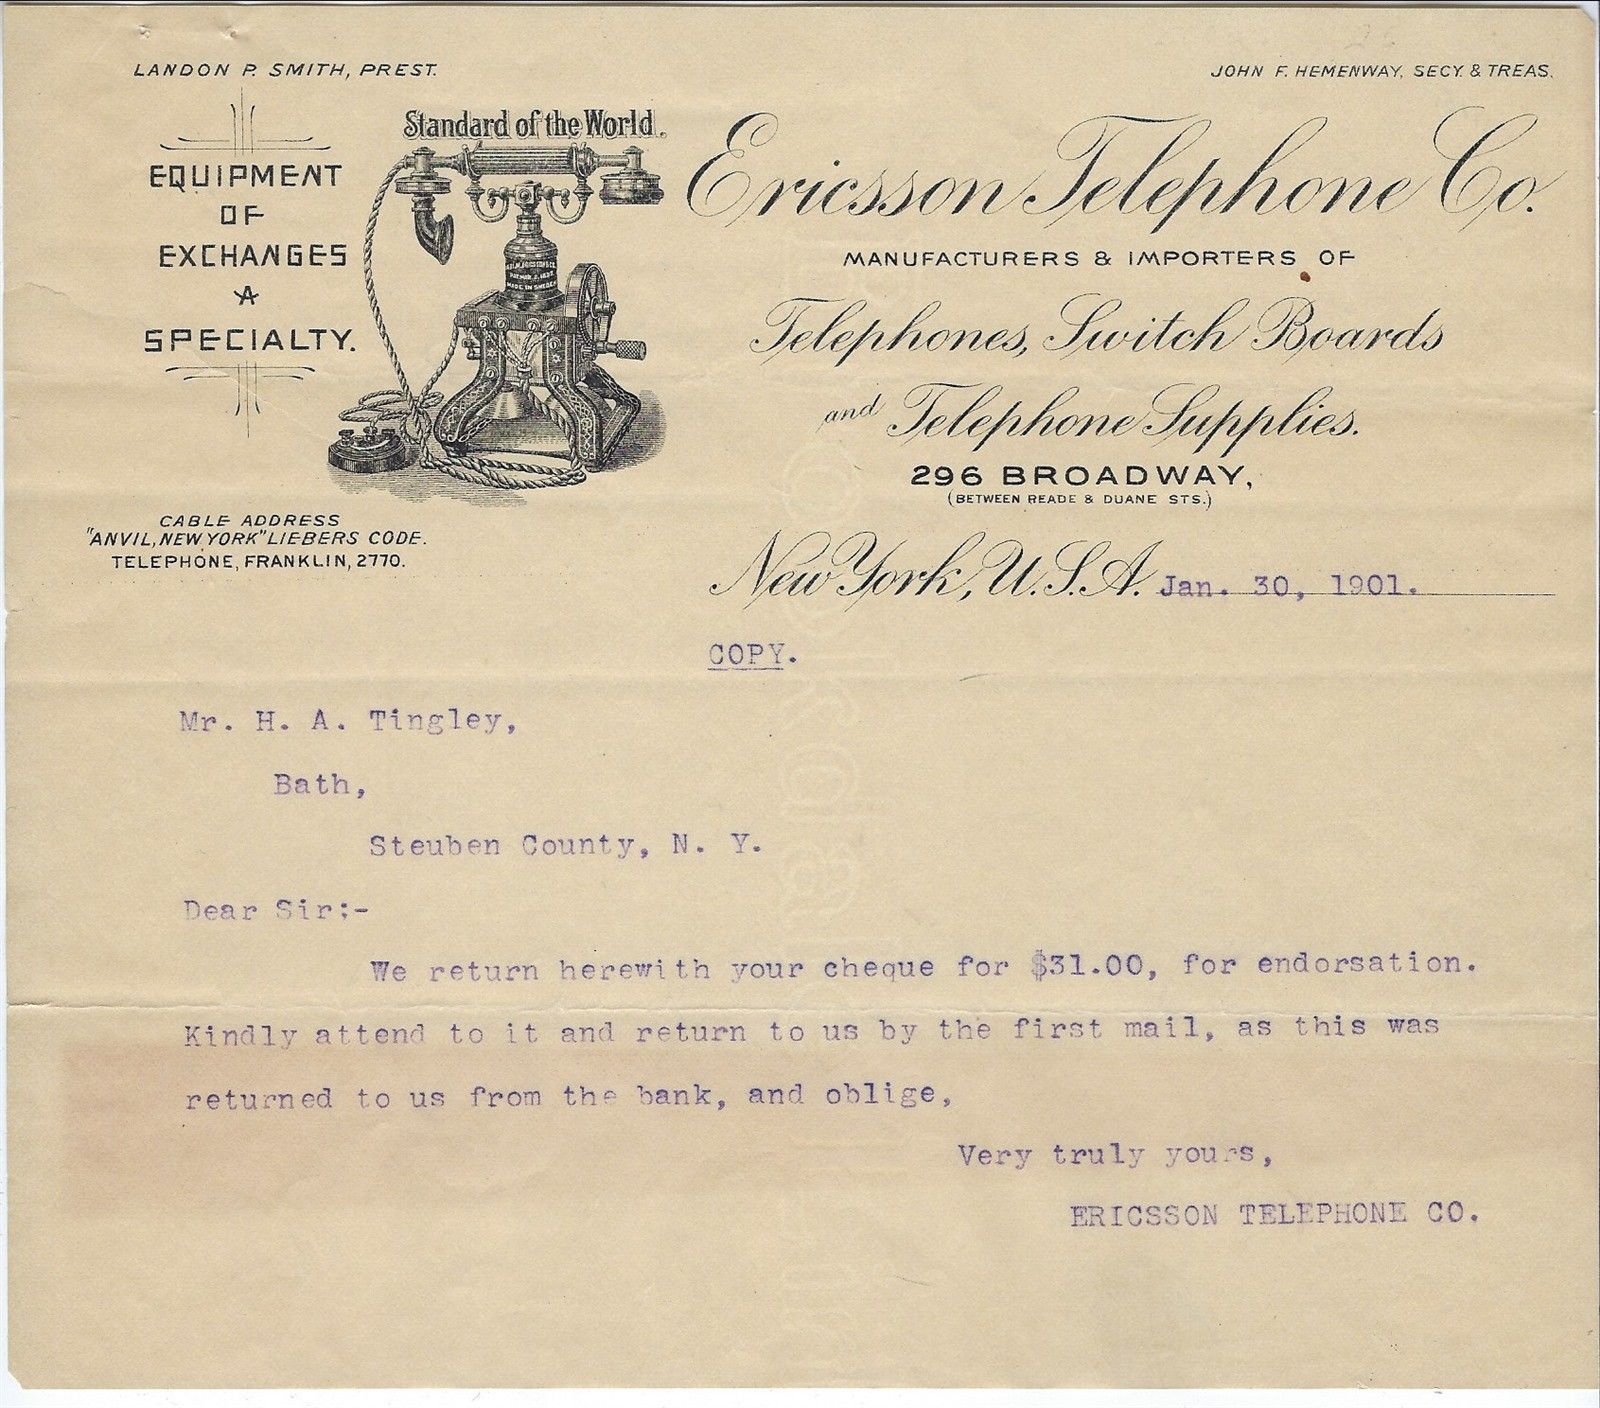 LANDON P. SMITH, PREST.
JOHN F. HEMENWAY, SECY. & TREAS.
EQUIPMENT
OF
EXCHANGES
A
SPECIALTY.
Standard of the World.
MADE IN SWEDEN
Ericsson Telephone Co.
MANUFACTURERS & IMPORTERS OF
Telephones, Switch Boards
and Telephone Supplies.
296 BROADWAY,
(BETWEEN READE & DUANE STS.)
CABLE ADDRESS
"ANVIL, NEW YORK" LIEBERS CODE.
TELEPHONE, FRANKLIN, 2770.
New York, U.S.A. Jan. 30, 1901.
COPY.
Mr. H. A. Tingley,
Bath,
Steuben County, N. Y.
Dear Sir:-
We return herewith your cheque for $31.00, for endorsation.
Kindly attend to it and return to us by the first mail, as this was
returned to us from the bank, and oblige,
Very truly yours,
ERICSSON TELEPHONE CO.